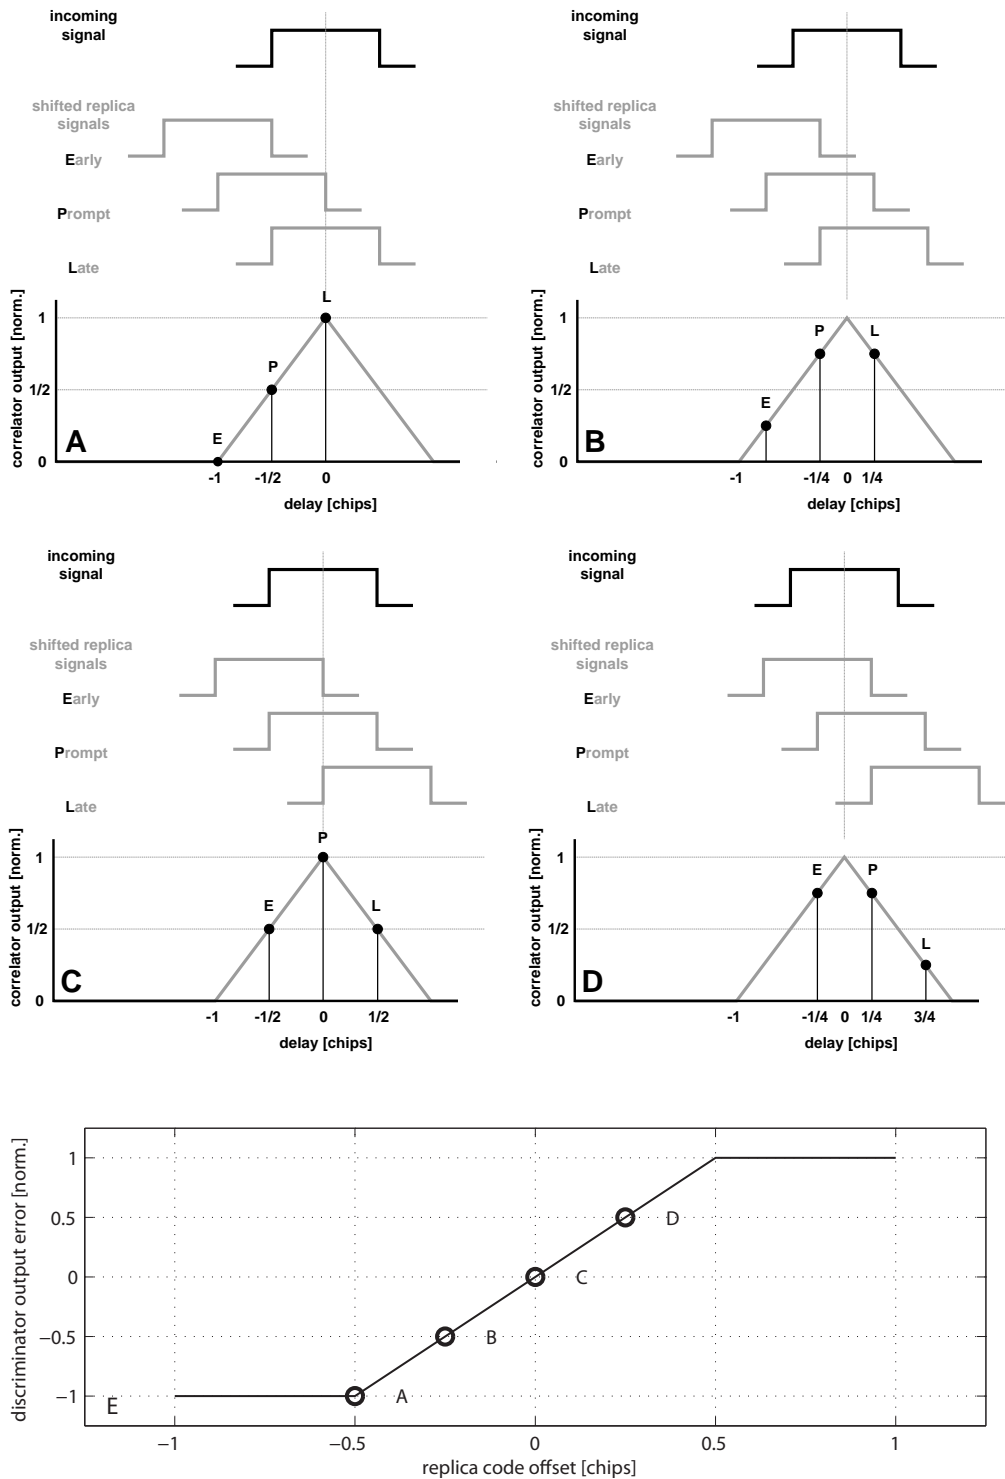 incoming
signal
shifted replica
signals
Early
Prompt
Late
correlator output [norm.]
1
1/2
0
E
P
L
A
-1
-1/2
0
delay [chips]
incoming
signal
shifted replica
signals
Early
Prompt
Late
correlator output [norm.]
1
1/2
0
E
P
L
B
-1
-1/4
0
1/4
delay [chips]
incoming
signal
shifted replica
signals
Early
Prompt
Late
correlator output [norm.]
1
1/2
0
E
P
L
C
-1
-1/2
0
1/2
delay [chips]
incoming
signal
shifted replica
signals
Early
Prompt
Late
correlator output [norm.]
1
1/2
0
E
P
L
D
-1
-1/4
0
1/4
3/4
delay [chips]
discriminator output error [norm.]
1
0.5
0
−0.5
−1
D
C
B
A
E
−1
−0.5
0
0.5
1
replica code offset [chips]